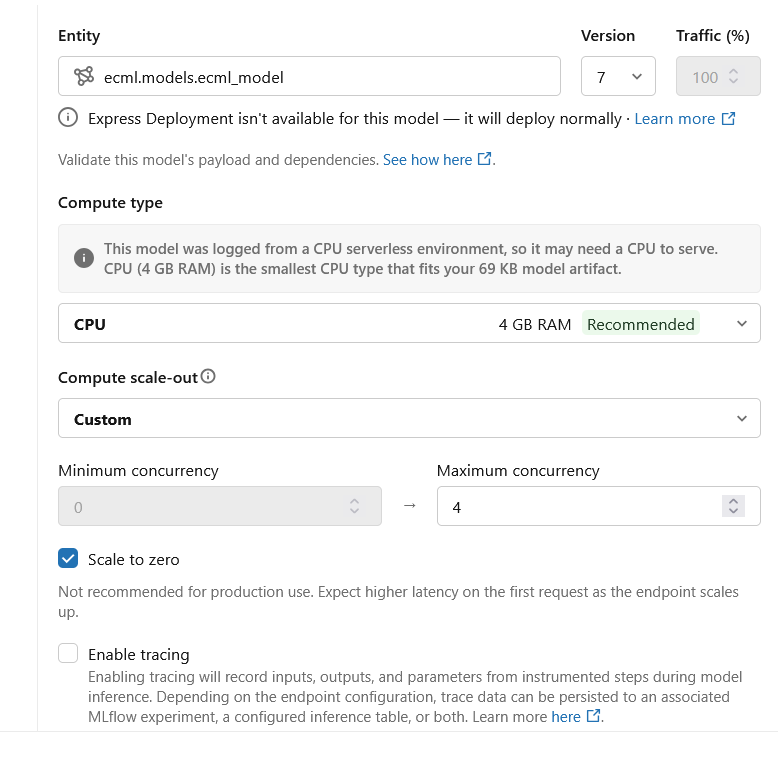 Entity
Version
Traffic (%)
ecml.models.ecml_model
7
100
Express Deployment isn't available for this model — it will deploy normally · Learn more
Validate this model's payload and dependencies. See how here.
Compute type
This model was logged from a CPU serverless environment, so it may need a CPU to serve.
CPU (4 GB RAM) is the smallest CPU type that fits your 69 KB model artifact.
CPU
4 GB RAM
Recommended
Compute scale-out
Custom
Minimum concurrency
Maximum concurrency
0
→
4
Scale to zero
Not recommended for production use. Expect higher latency on the first request as the endpoint scales
up.
Enable tracing
Enabling tracing will record inputs, outputs, and parameters from instrumented steps during model
inference. Depending on the endpoint configuration, trace data can be persisted to an associated
MLflow experiment, a configured inference table, or both. Learn more here.